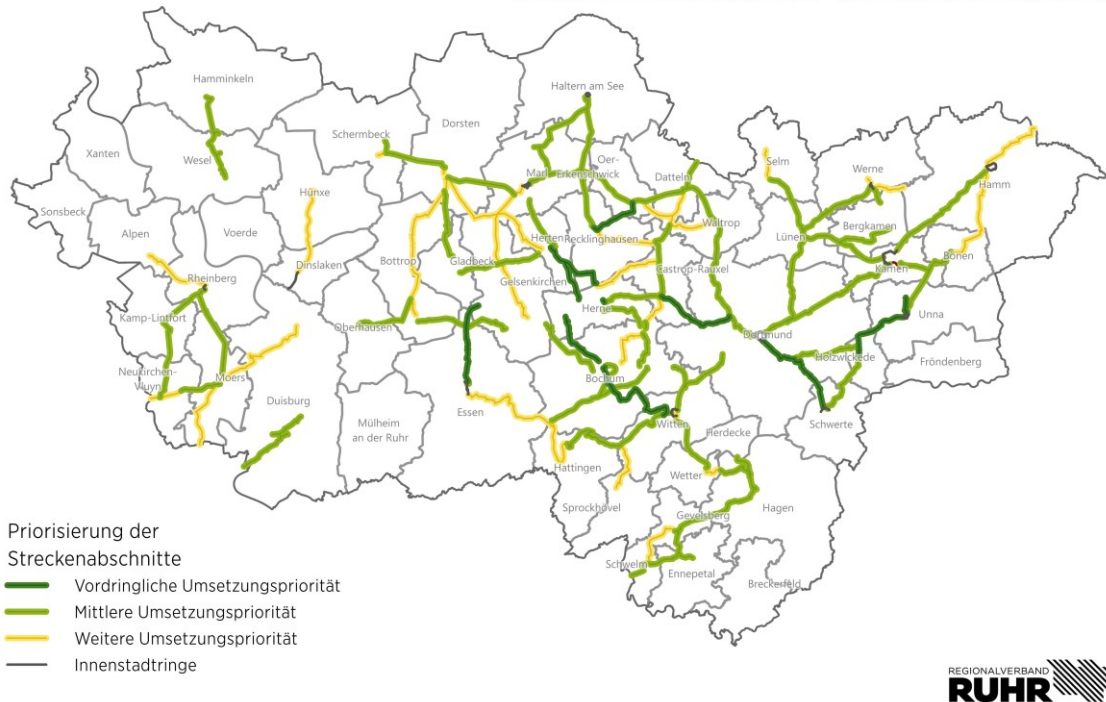 Hamminkeln
Haltern am See
Schermbeck
Dorsten
Xanten
Wesel
Marl
Oer-
Erkenschwick
Datteln
Selm
Werne
Hamm
Hünxe
Sonsbeck
Alpen
Voerde
Bergkamen
Herten
Recklinghausen
Waltrop
Lünen
Bönen
Dinslaken
Bottrop
Gladbeck
Gelsenkirchen
Castrop-Rauxel
Kamen
Rheinberg
Kamp-Lintfort
Oberhausen
Herne
Dortmund
Unna
Holzwickede
Fröndenberg
Neukirchen-
Vluyn
Moers
Bochum
Duisburg
Mülheim
an der Ruhr
Essen
Witten
Herdecke
Schwerte
Hattingen
Wetter
Sprockhövel
Gevelsberg
Hagen
Schwelm
Ennepetal
Breckerfeld
Priorisierung der
Streckenabschnitte
Vordringliche Umsetzungspriorität
Mittlere Umsetzungspriorität
Weitere Umsetzungspriorität
Innenstadtringe
REGIONALVERBAND
RUHR